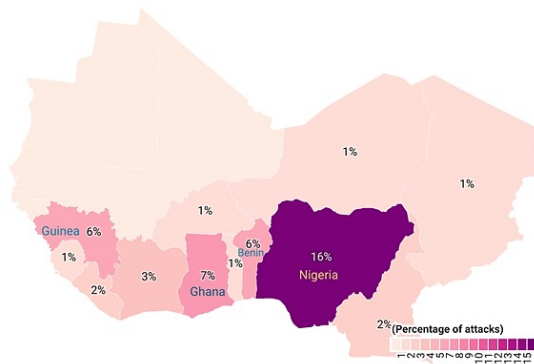 1%
1%
1%
Guinea 6%
6%
Benin
1%
16%
Nigeria
1%
3%
7%
Ghana
2%
2%
(Percentage of attacks)
1 2 3 4 5 6 7 8 9 10 11 12 13 14 15